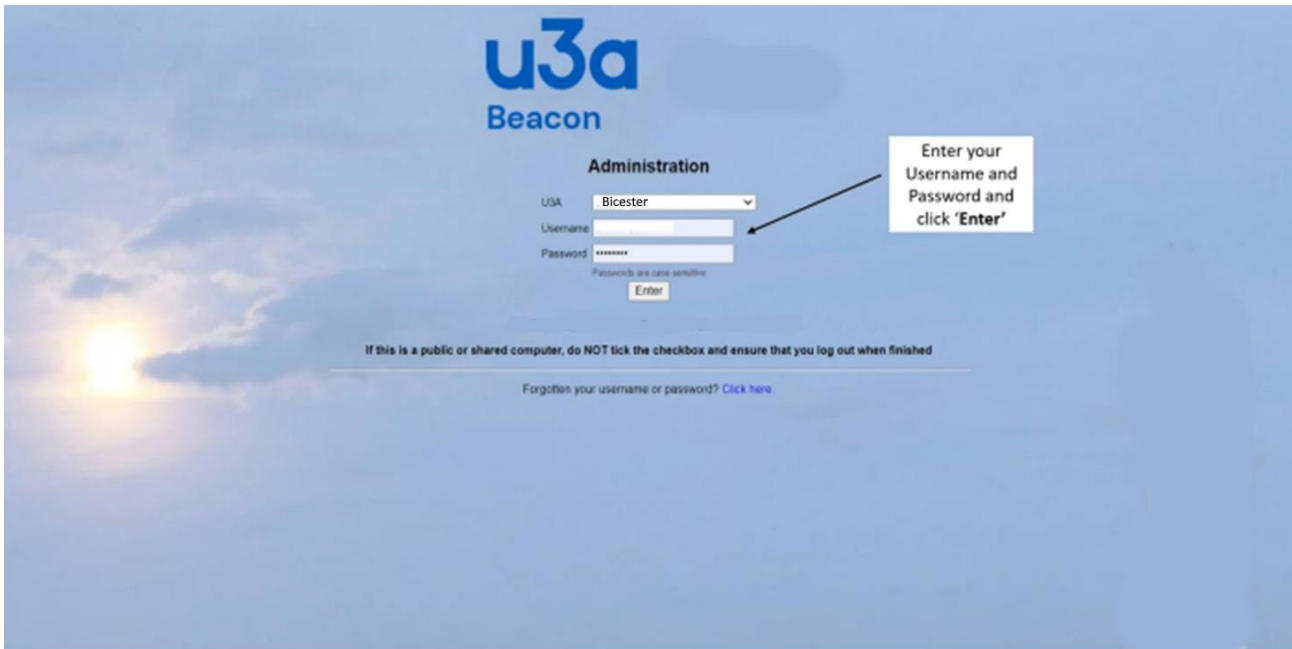 u3a
Beacon
Administration
Enter your
Username and
Password and
click ‘Enter’
U3A Bicester
Username
Password ••••••••
Passwords are case sensitive
Enter
If this is a public or shared computer, do NOT tick the checkbox and ensure that you log out when finished
Forgotten your username or password? Click here.